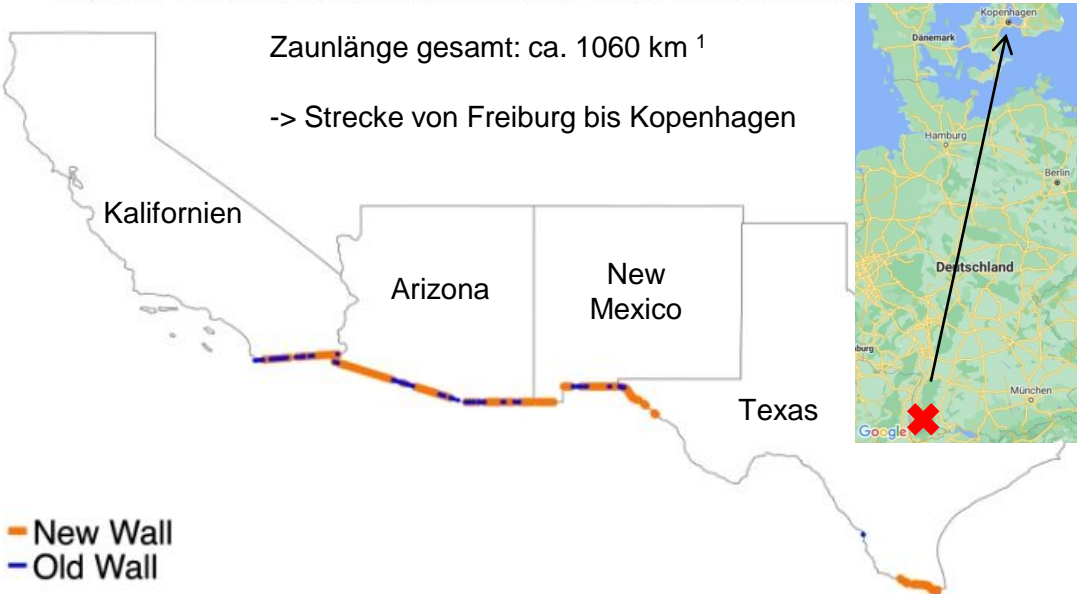 Zaunlänge gesamt: ca. 1060 km ¹
-> Strecke von Freiburg bis Kopenhagen
Kalifornien
Arizona
New
Mexico
Texas
New Wall
Old Wall
Kopenhagen
Dänemark
Hamburg
Berlin
Deutschland
burg
München
Google